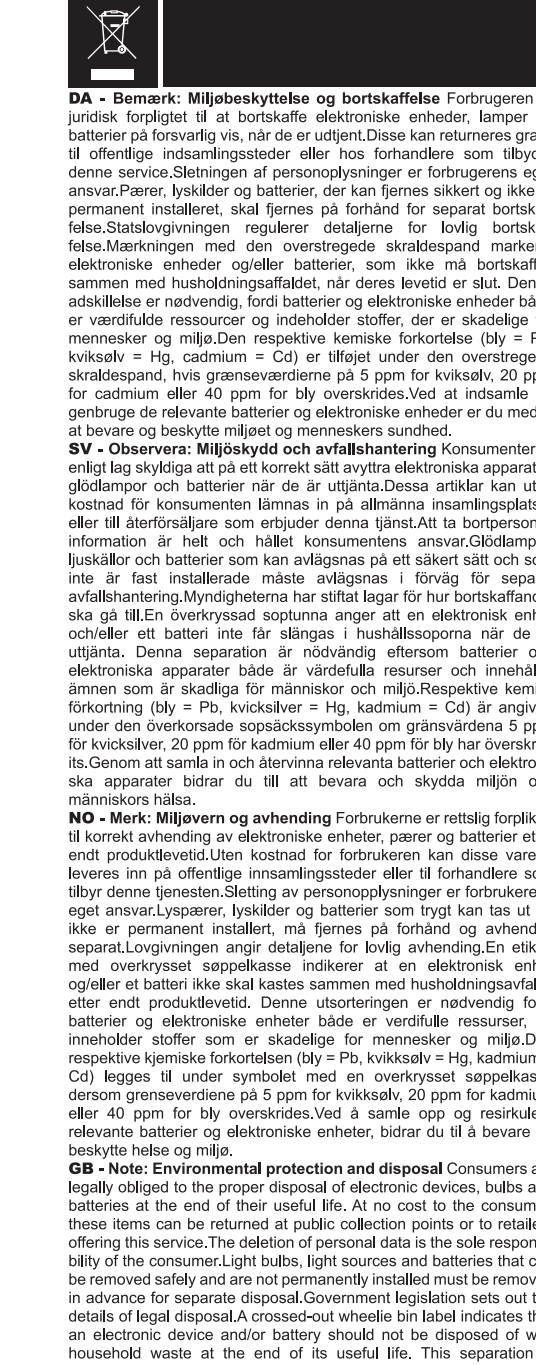 DA - Bemærk: Miljøbeskyttelse og bortskaffelse Forbrugeren
juridisk forpligtet til at bortskaffe elektroniske enheder, lamper
batterier på forsvarlig vis, når de er udtjent.Disse kan returneres gra
til offentlige indsamlingssteder eller hos forhandlere som tilbyd
denne service.Sletningen af personoplysninger er forbrugerens eg
ansvar.Pærer, lyskilder og batterier, der kan fjernes sikkert og ikke
permanent installeret, skal fjernes på forhånd for separat bortsk
felse.Statslovgivningen regulerer detaljerne for lovlig bortsk
felse.Mærkningen med den overstregede skraldespand marker
elektroniske enheder og/eller batterier, som ikke må bortskaff
sammen med husholdningsaffaldet, når deres levetid er slut. Den
adskillelse er nødvendig, fordi batterier og elektroniske enheder bå
er værdifulde ressourcer og indeholder stoffer, der er skadelige
mennesker og miljø.Den respektive kemiske forkortelse (bly = P
kviksølv = Hg, cadmium = Cd) er tilføjet under den overstrege
skraldespand, hvis grænseværdierne på 5 ppm for kviksølv, 20 pp
for cadmium eller 40 ppm for bly overskrides.Ved at indsamle
genbruge de relevante batterier og elektroniske enheder er du med
at bevare og beskytte miljøet og menneskers sundhed.
SV - Observera: Miljöskydd och avfallshantering Konsumenter
enligt lag skyldiga att på ett korrekt sätt avyttra elektroniska apparat
glödlampor och batterier när de är uttjänta.Dessa artiklar kan ut
kostnad för konsumenten lämnas in på allmänna insamlingsplats
eller till återförsäljare som erbjuder denna tjänst.Att ta bortperson
information är helt och hållet konsumentens ansvar.Glödlamp
ljuskällor och batterier som kan avlägsnas på ett säkert sätt och so
inte är fast installerade måste avlägsnas i förväg för sepa
avfallshantering.Myndigheterna har stiftat lagar för hur bortskaffand
ska gå till.En överkryssad soptunna anger att en elektronisk enh
och/eller ett batteri inte får slängas i hushållssoporna när de
uttjänta. Denna separation är nödvändig eftersom batterier o
elektroniska apparater både är värdefulla resurser och innehål
ämnen som är skadliga för människor och miljö.Respektive kemi
förkortning (bly = Pb, kvicksilver = Hg, kadmium = Cd) är angiv
under den överkorsade sopsäckssymbolen om gränsvärdena 5 pp
för kvicksilver, 20 ppm för kadmium eller 40 ppm för bly har överskr
its.Genom att samla in och återvinna relevanta batterier och elektro
ska apparater bidrar du till att bevara och skydda miljön o
människors hälsa.
NO - Merk: Miljøvern og avhending Forbrukerne er rettslig forplik
til korrekt avhending av elektroniske enheter, pærer og batterier et
endt produktlevetid.Uten kostnad for forbrukeren kan disse vare
leveres inn på offentlige innsamlingssteder eller til forhandlere so
tilbyr denne tjenesten.Sletting av personopplysninger er forbrukere
eget ansvar.Lyspærer, lyskilder og batterier som trygt kan tas ut
ikke er permanent installert, må fjernes på forhånd og avhend
separat.Lovgivningen angir detaljene for lovlig avhending.En etik
med overkrysset søppelkasse indikerer at en elektronisk enh
og/eller et batteri ikke skal kastes sammen med husholdningsavfal
etter endt produktlevetid. Denne utsorteringen er nødvendig fo
batterier og elektroniske enheter både er verdifulle ressurser,
inneholder stoffer som er skadelige for mennesker og miljø.D
respektive kjemiske forkortelsen (bly = Pb, kvikksølv = Hg, kadmium
Cd) legges til under symbolet med en overkrysset søppelkas
dersom grenseverdiene på 5 ppm for kvikksølv, 20 ppm for kadmiu
eller 40 ppm for bly overskrides.Ved å samle opp og resirkule
relevante batterier og elektroniske enheter, bidrar du til å bevare
beskytte helse og miljø.
GB - Note: Environmental protection and disposal Consumers a
legally obliged to the proper disposal of electronic devices, bulbs a
batteries at the end of their useful life. At no cost to the consum
these items can be returned at public collection points or to retaile
offering this service.The deletion of personal data is the sole respon
bility of the consumer.Light bulbs, light sources and batteries that c
be removed safely and are not permanently installed must be remov
in advance for separate disposal.Government legislation sets out t
details of legal disposal.A crossed-out wheelie bin label indicates th
an electronic device and/or battery should not be disposed of w
household waste at the end of its useful life. This separation